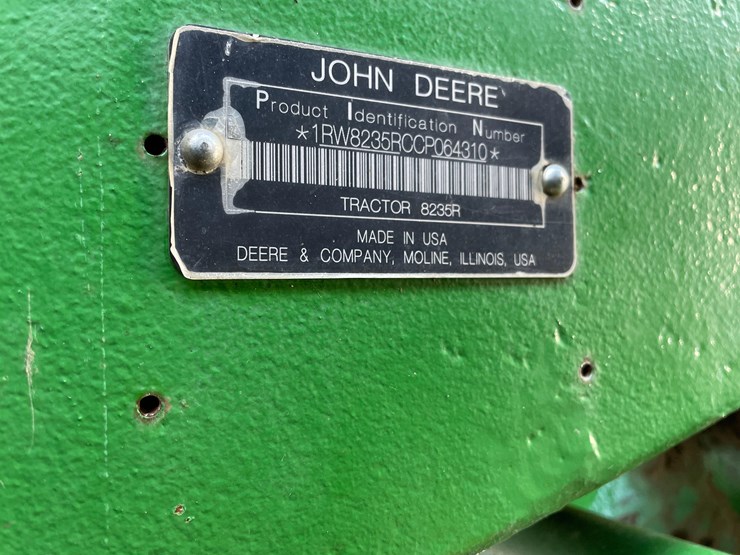 JOHN DEERE
Product Identification Number
*1RW8235RCCP064310*
TRACTOR 8235R
MADE IN USA
DEERE & COMPANY, MOLINE, ILLINOIS, USA